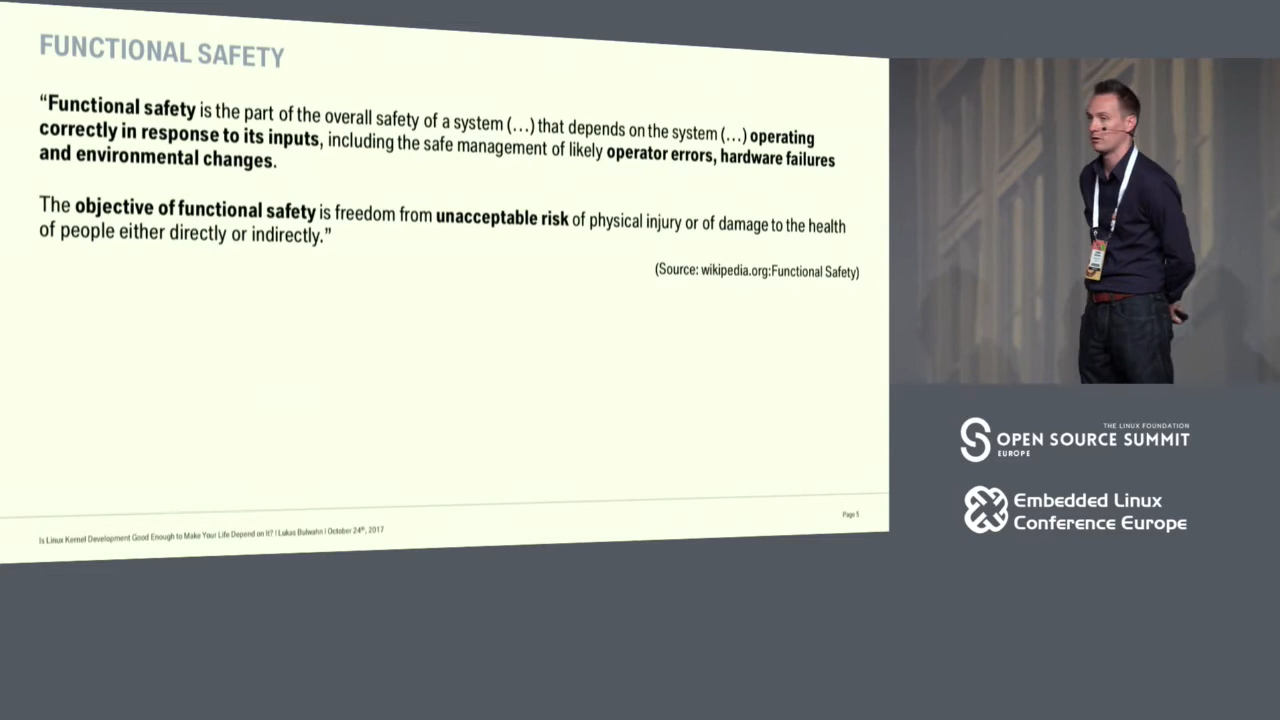 FUNCTIONAL SAFETY
“Functional safety is the part of the overall safety of a system (…) that depends on the system (…) operating
correctly in response to its inputs, including the safe management of likely operator errors, hardware failures
and environmental changes.
The objective of functional safety is freedom from unacceptable risk of physical injury or of damage to the health
of people either directly or indirectly.”
(Source: wikipedia.org:Functional Safety)
Page 5
Is Linux Kernel Development Good Enough to Make Your Life Depend on It? | Lukas Bulwahn | October 24th, 2017
THE LINUX FOUNDATION
OPEN SOURCE SUMMIT
EUROPE
Embedded Linux
Conference Europe